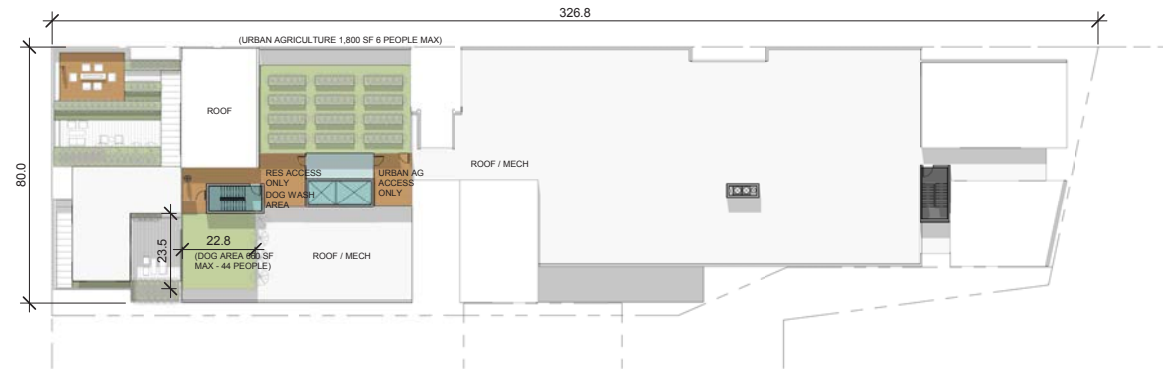 326.8
(URBAN AGRICULTURE 1,800 SF 6 PEOPLE MAX)
80.0
ROOF
ROOF / MECH
RES ACCESS
ONLY
DOG WASH
AREA
URBAN AG
ACCESS
ONLY
23.5
22.8
(DOG AREA 660 SF
MAX - 44 PEOPLE)
ROOF / MECH